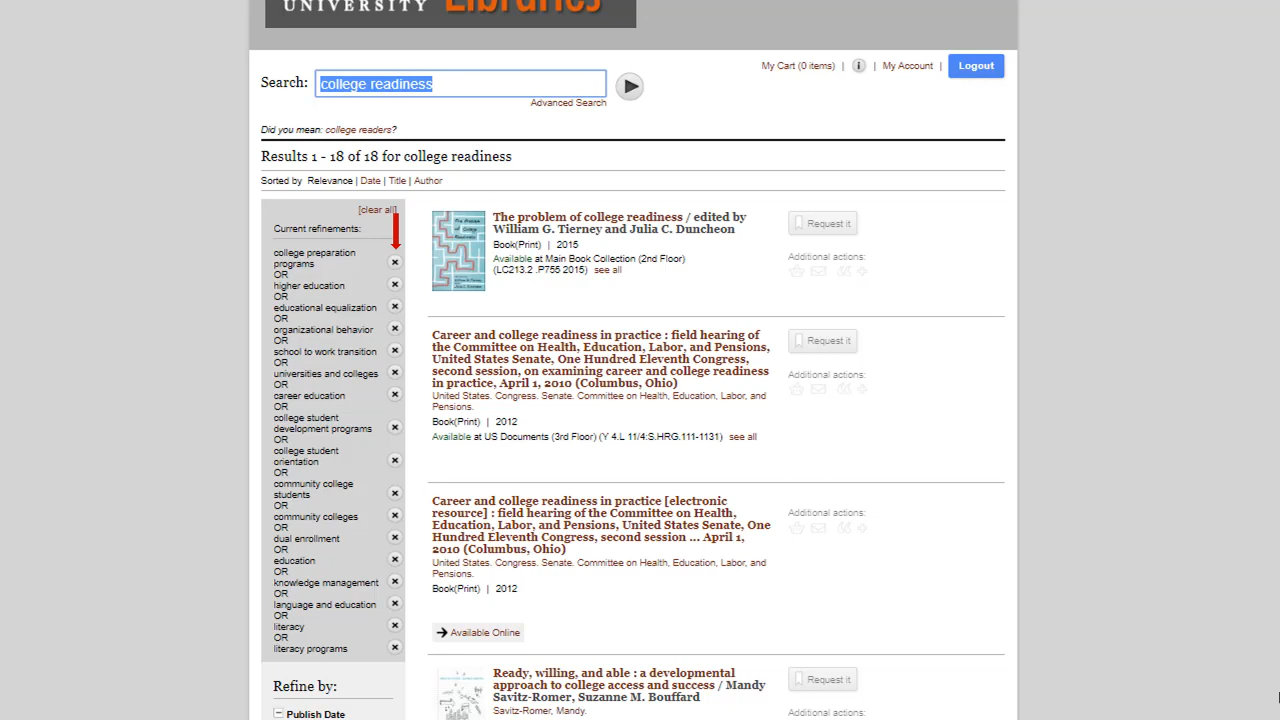 UNIVERSITY Libraries
My Cart (0 items) | i | My Account | Logout
Search: college readiness
Advanced Search
Did you mean: college readers?
Results 1 - 18 of 18 for college readiness
Sorted by Relevance | Date | Title | Author
[clear all]
Current refinements:
college preparation
programs
OR
higher education
OR
educational equalization
OR
organizational behavior
OR
school to work transition
OR
universities and colleges
OR
career education
OR
college student
development programs
OR
college student
orientation
OR
community college
students
OR
community colleges
OR
dual enrollment
OR
education
OR
knowledge management
OR
language and education
OR
literacy
OR
literacy programs
Refine by:
Publish Date
The problem of college readiness / edited by
William G. Tierney and Julia C. Duncheon
Book(Print) | 2015
Available at Main Book Collection (2nd Floor)
(LC213.2 .P755 2015) see all
Request it
Additional actions:
Career and college readiness in practice : field hearing of
the Committee on Health, Education, Labor, and Pensions,
United States Senate, One Hundred Eleventh Congress,
second session, on examining career and college readiness
in practice, April 1, 2010 (Columbus, Ohio)
United States. Congress. Senate. Committee on Health, Education, Labor, and
Pensions.
Book(Print) | 2012
Available at US Documents (3rd Floor) (Y 4.L 11/4:S.HRG.111-1131) see all
Request it
Additional actions:
Career and college readiness in practice [electronic
resource] : field hearing of the Committee on Health,
Education, Labor, and Pensions, United States Senate, One
Hundred Eleventh Congress, second session ... April 1,
2010 (Columbus, Ohio)
United States. Congress. Senate. Committee on Health, Education, Labor, and
Pensions.
Book(Print) | 2012
Available Online
Additional actions:
Ready, willing, and able : a developmental
approach to college access and success / Mandy
Savitz-Romer, Suzanne M. Bouffard
Savitz-Romer, Mandy.
Request it
Additional actions: